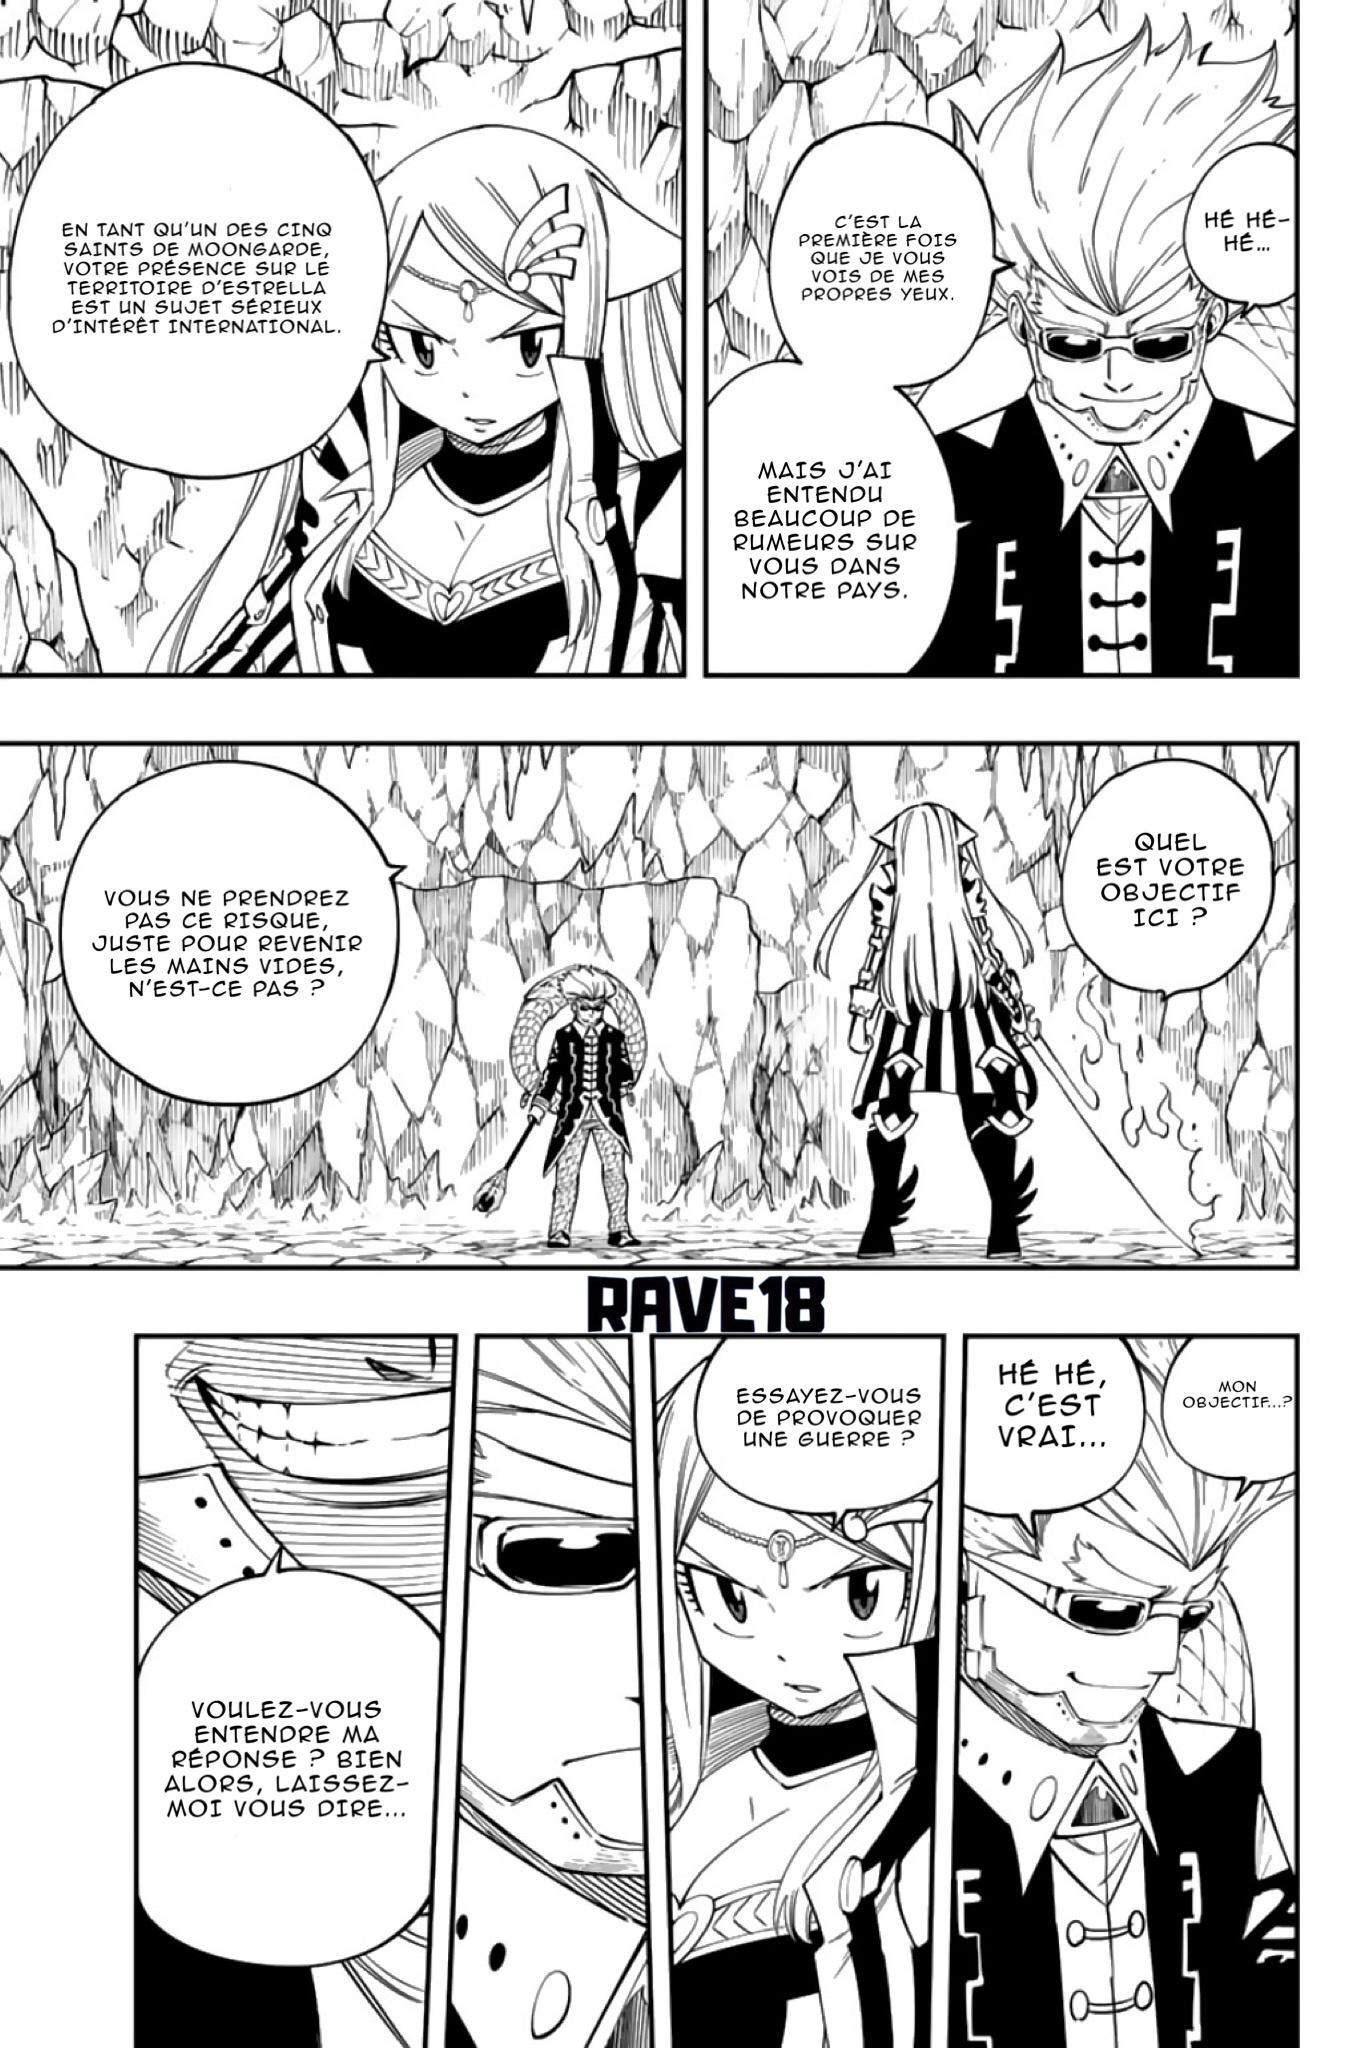 HÉ HÉ-
HÉ...
C'EST LA
PREMIÈRE FOIS
QUE JE VOUS
VOIS DE MES
PROPRES YEUX.
MAIS J'AI
ENTENDU
BEAUCOUP DE
RUMEURS SUR
VOUS DANS
NOTRE PAYS.
EN TANT QU'UN DES CINQ
SAINTS DE MOONGARDE,
VOTRE PRÉSENCE SUR LE
TERRITOIRE D'ESTRELLA
EST UN SUJET SÉRIEUX
D'INTÉRÊT INTERNATIONAL.
QUEL
EST VOTRE
OBJECTIF
ICI ?
VOUS NE PRENDREZ
PAS CE RISQUE,
JUSTE POUR REVENIR
LES MAINS VIDES,
N'EST-CE PAS ?
RAVE18
MON
OBJECTIF...?
HÉ HÉ,
C'EST
VRAI...
ESSAYEZ-VOUS
DE PROVOQUER
UNE GUERRE ?
VOULEZ-VOUS
ENTENDRE MA
RÉPONSE ? BIEN
ALORS, LAISSEZ-
MOI VOUS DIRE...